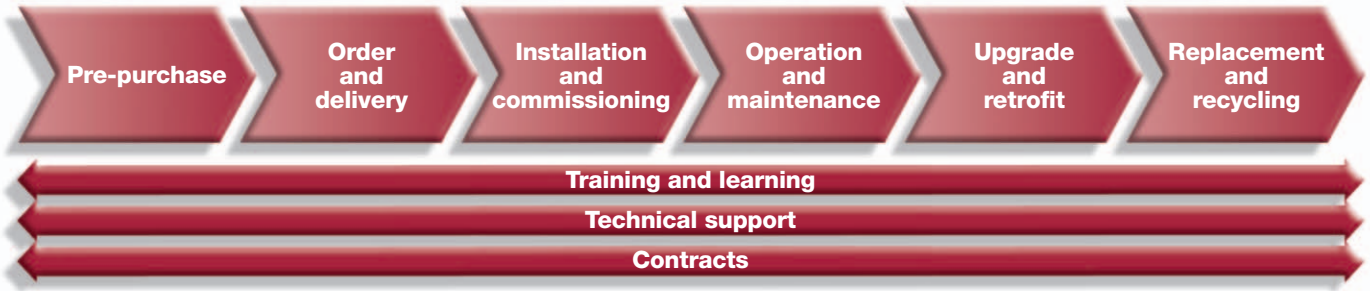 Pre-purchase
Order
and
delivery
Installation
and
commissioning
Operation
and
maintenance
Upgrade
and
retrofit
Replacement
and
recycling
Training and learning
Technical support
Contracts